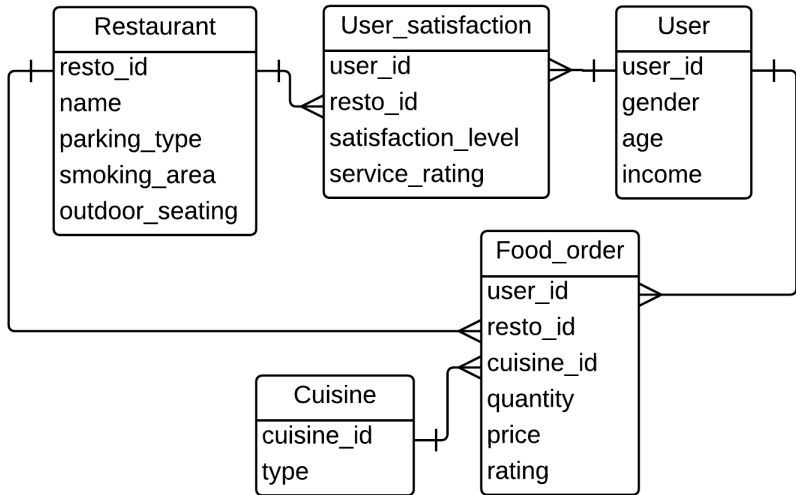 Restaurant
resto_id
name
parking_type
smoking_area
outdoor_seating
User_satisfaction
user_id
resto_id
satisfaction_level
service_rating
User
user_id
gender
age
income
Food_order
user_id
resto_id
cuisine_id
quantity
price
rating
Cuisine
cuisine_id
type